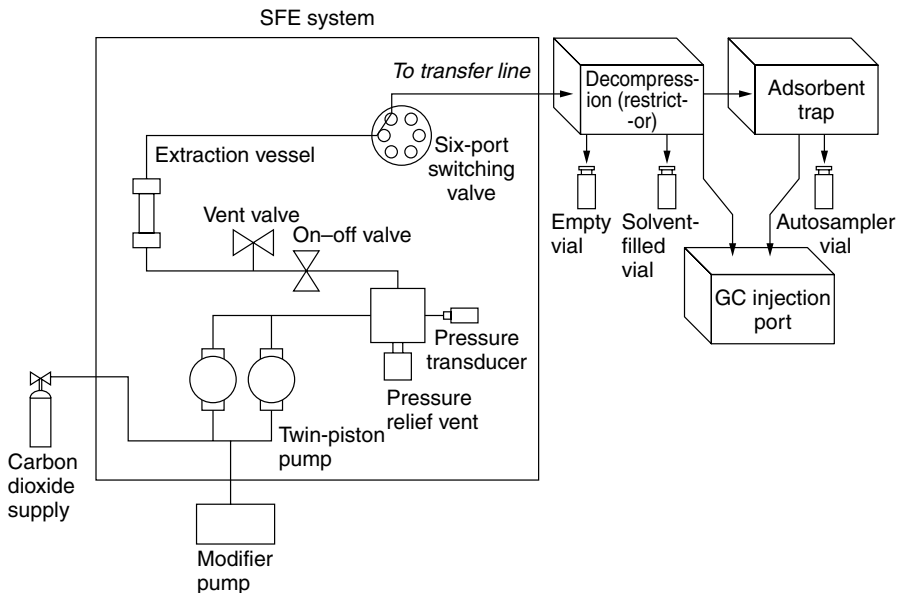 SFE system
To transfer line
Decompress-
ion (restrict-
-or)
Adsorbent
trap
Extraction vessel
Six-port
switching
valve
Vent valve
On–off valve
Empty
vial
Solvent-
filled
vial
Autosampler
vial
GC injection
port
Pressure
transducer
Pressure
relief vent
Twin-piston
pump
Carbon
dioxide
supply
Modifier
pump